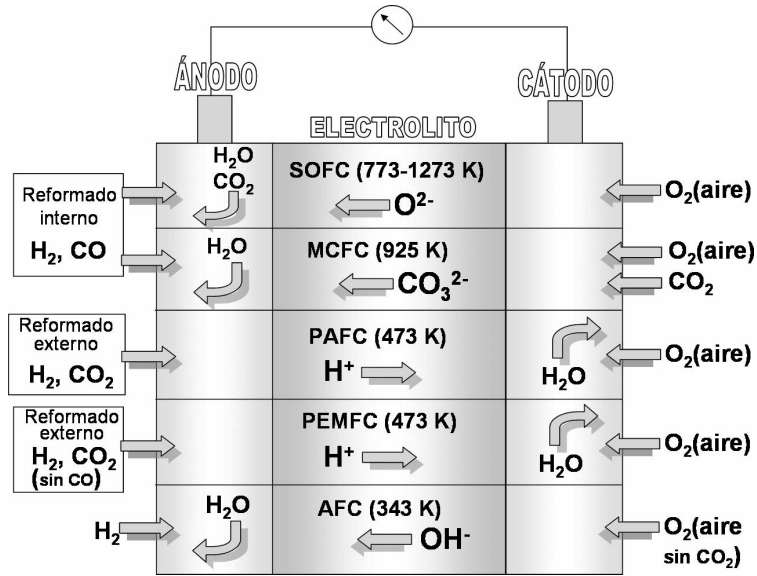 ÁNODO
CÁTODO
ELECTROLITO
Reformado
interno
H₂, CO
H₂O
CO₂
SOFC (773-1273 K)
O²⁻
O₂(aire)
H₂O
MCFC (925 K)
CO₃²⁻
O₂(aire)
CO₂
Reformado
externo
H₂, CO₂
PAFC (473 K)
H⁺
H₂O
O₂(aire)
Reformado
externo
H₂, CO₂
(sin CO)
PEMFC (473 K)
H⁺
H₂O
O₂(aire)
H₂
H₂O
AFC (343 K)
OH⁻
O₂(aire
sin CO₂)